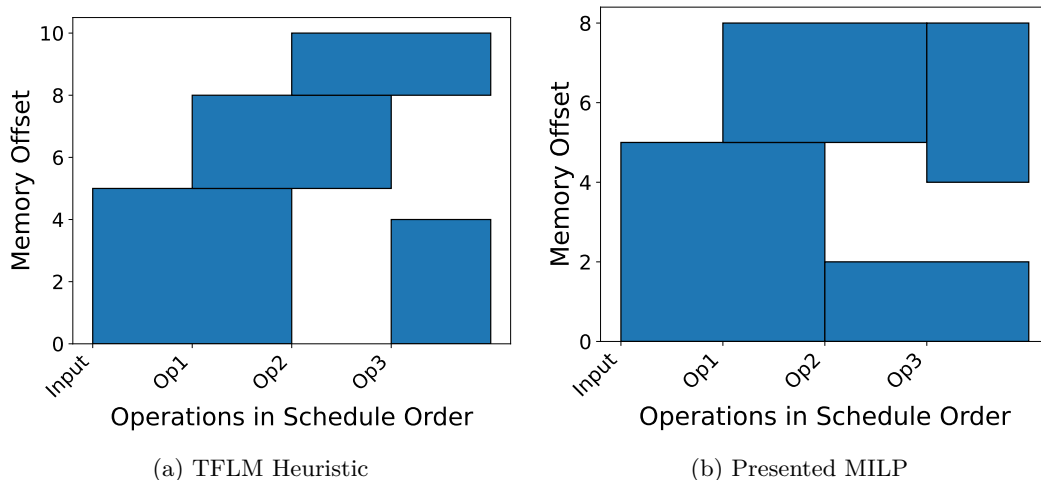 10
8
6
4
2
0
Memory Offset
Input
Op1
Op2
Op3
Operations in Schedule Order
(a) TFLM Heuristic
8
6
4
2
0
Memory Offset
Input
Op1
Op2
Op3
Operations in Schedule Order
(b) Presented MILP